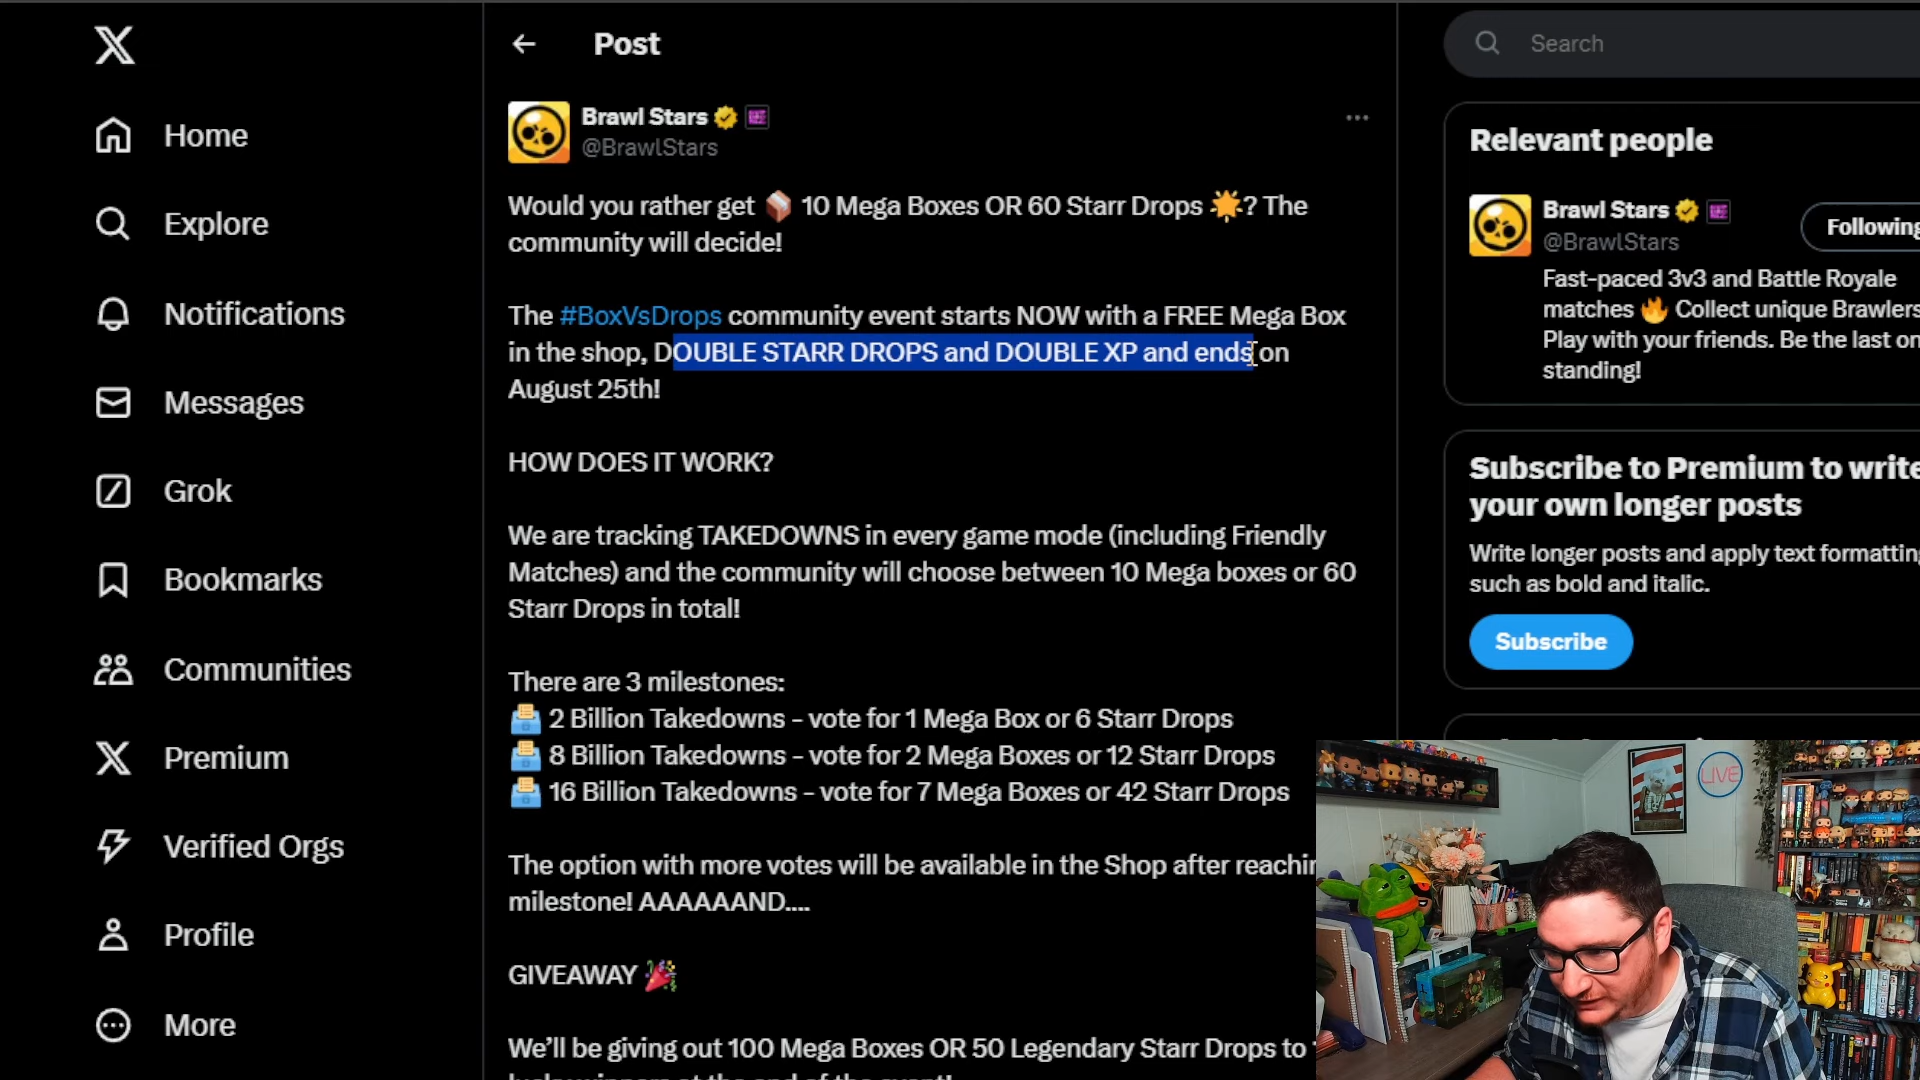 Post
Search
Home
Explore
Notifications
Messages
Grok
Bookmarks
Communities
Premium
Verified Orgs
Profile
More
Brawl Stars
@BrawlStars
Would you rather get 📦 10 Mega Boxes OR 60 Starr Drops 🌟? The
community will decide!
The #BoxVsDrops community event starts NOW with a FREE Mega Box
in the shop, DOUBLE STARR DROPS and DOUBLE XP and ends on
August 25th!
HOW DOES IT WORK?
We are tracking TAKEDOWNS in every game mode (including Friendly
Matches) and the community will choose between 10 Mega boxes or 60
Starr Drops in total!
There are 3 milestones:
🗳️ 2 Billion Takedowns - vote for 1 Mega Box or 6 Starr Drops
🗳️ 8 Billion Takedowns - vote for 2 Mega Boxes or 12 Starr Drops
🗳️ 16 Billion Takedowns - vote for 7 Mega Boxes or 42 Starr Drops
The option with more votes will be available in the Shop after
milestone! AAAAAAND....
GIVEAWAY 🎉
We'll be giving out 100 Mega Boxes OR 50 Legendary Starr Drops to
Relevant people
Brawl Stars
@BrawlStars
Following
Fast-paced 3v3 and Battle Royale
matches 🔥 Collect unique Brawlers
Play with your friends. Be the last
standing!
Subscribe to Premium to write
your own longer posts
Write longer posts and apply text
such as bold and italic.
Subscribe
LIVE